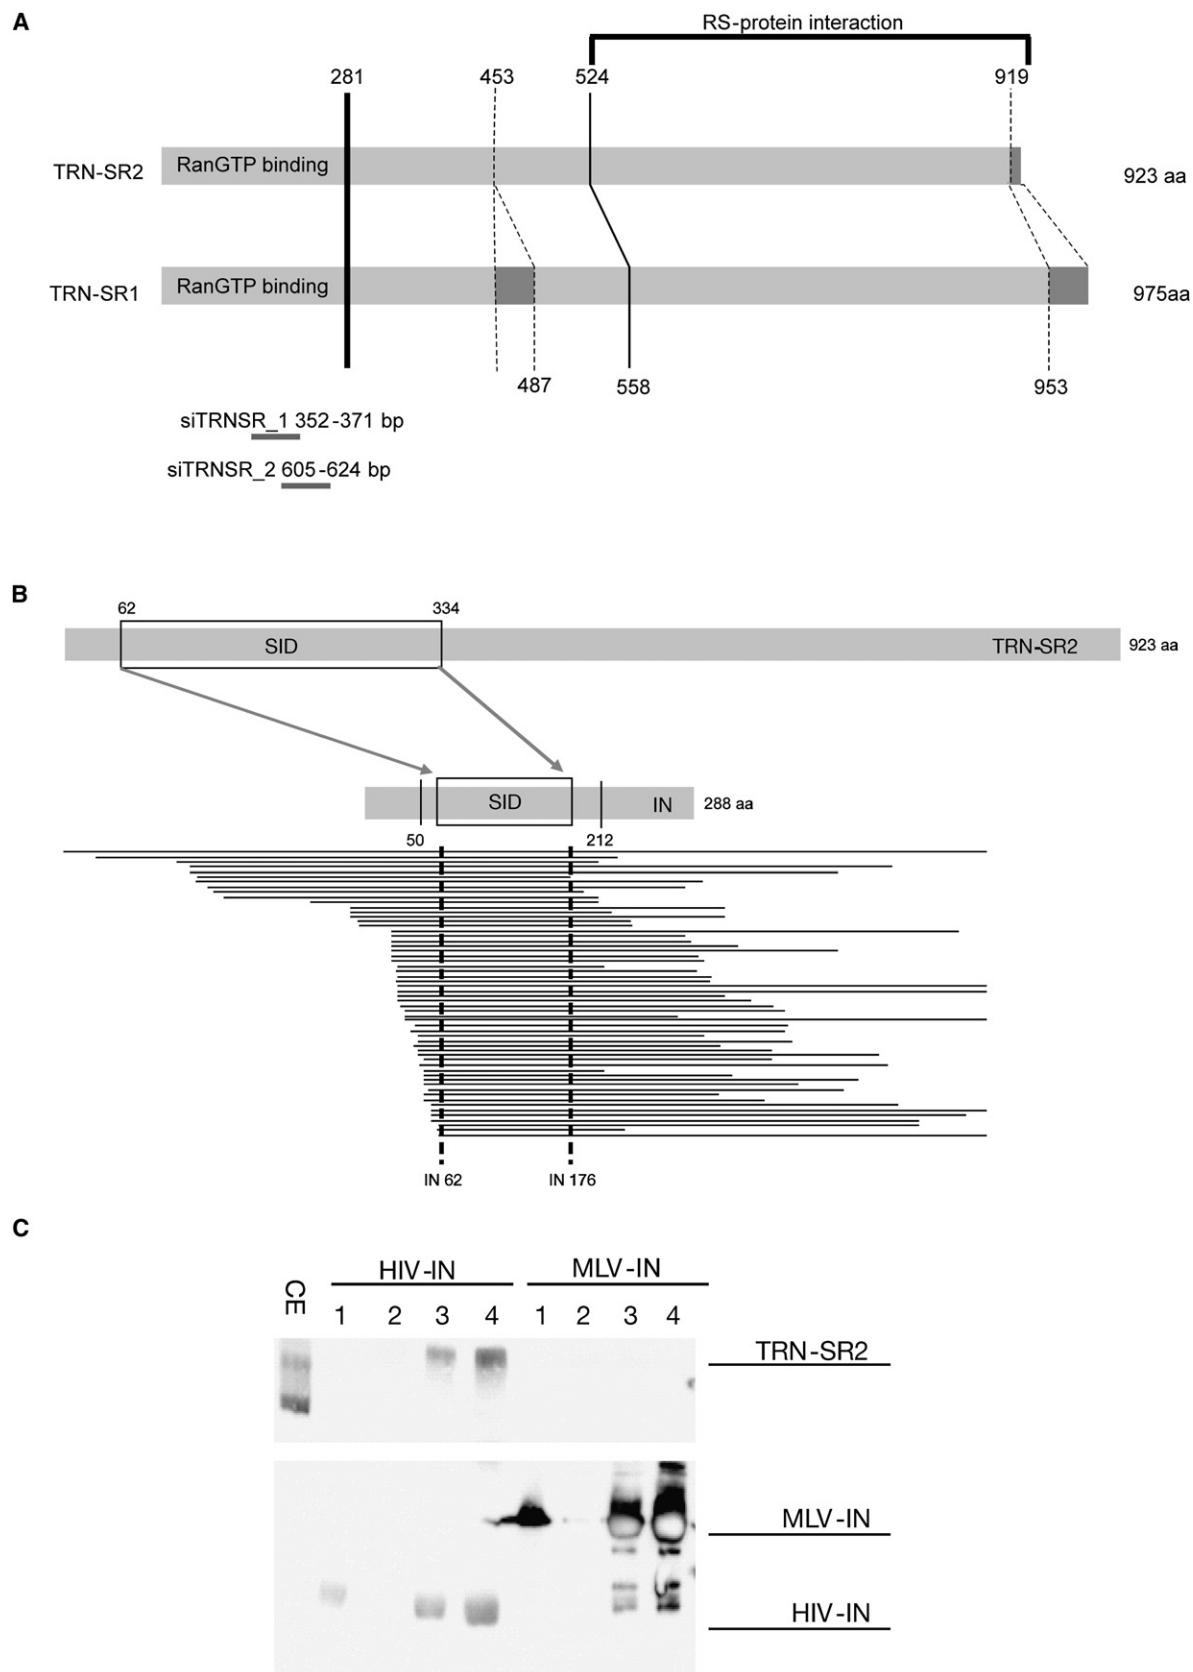 A
RS-protein interaction
281 453 524 919
TRN-SR2 RanGTP binding 923 aa
TRN-SR1 RanGTP binding 975aa
487 558 953
siTRNSR_1 352-371 bp
siTRNSR_2 605-624 bp
B
62 334
SID TRN-SR2 923 aa
SID IN 288 aa
50 212
IN 62 IN 176
C
HIV-IN MLV-IN
CE 1 2 3 4 1 2 3 4
TRN-SR2
MLV-IN
HIV-IN